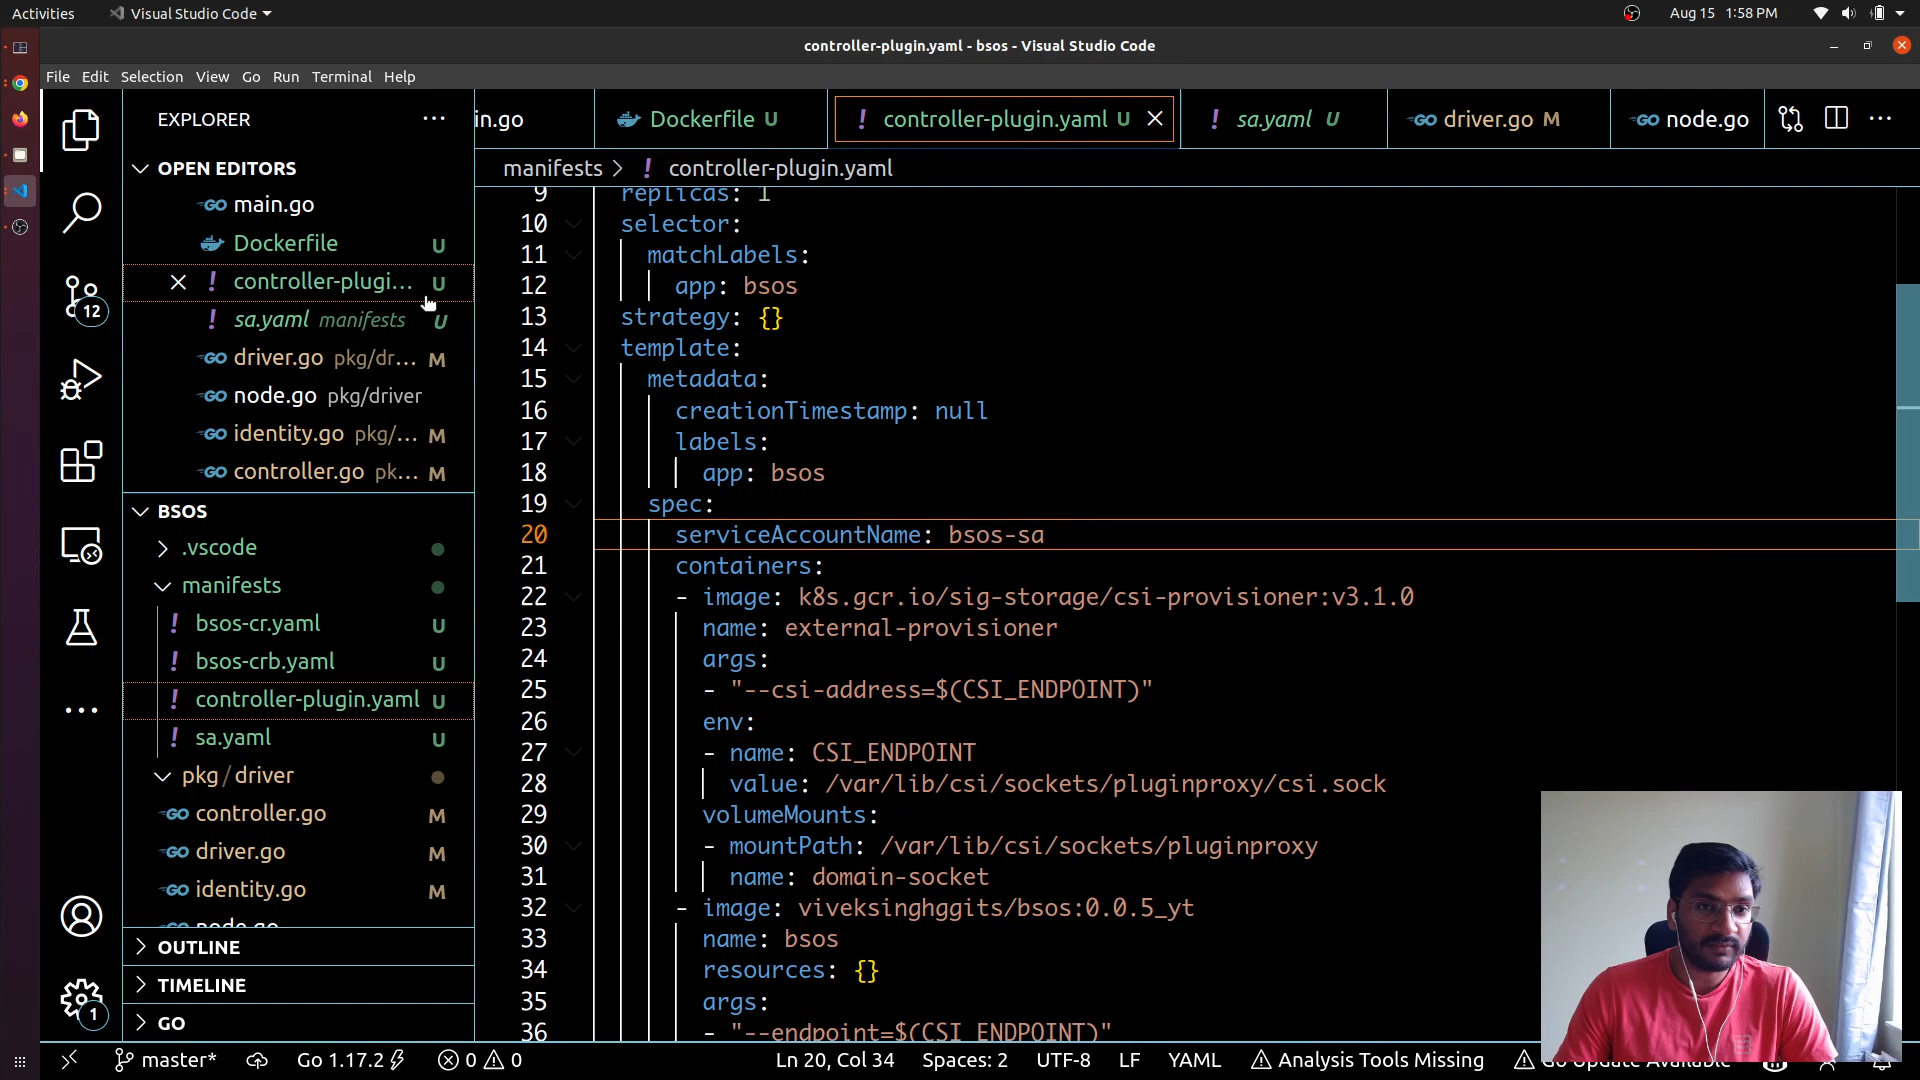 Activities
Visual Studio Code
Aug 15 1:58 PM
controller-plugin.yaml - bsos - Visual Studio Code
File Edit Selection View Go Run Terminal Help
EXPLORER
in.go
Dockerfile U
controller-plugin.yaml U
sa.yaml U
driver.go M
node.go
manifests > ! controller-plugin.yaml
OPEN EDITORS
main.go
Dockerfile U
controller-plugi... U
sa.yaml manifests U
driver.go pkg/dr... M
node.go pkg/driver
identity.go pkg/... M
controller.go pk... M
BSOS
.vscode
manifests
bsos-cr.yaml U
bsos-crb.yaml U
controller-plugin.yaml U
sa.yaml U
pkg / driver
controller.go M
driver.go M
identity.go M
node.go
OUTLINE
TIMELINE
GO
12
1
9 replicas: 1
10 selector:
11 matchLabels:
12 app: bsos
13 strategy: {}
14 template:
15 metadata:
16 creationTimestamp: null
17 labels:
18 app: bsos
19 spec:
20 serviceAccountName: bsos-sa
21 containers:
22 - image: k8s.gcr.io/sig-storage/csi-provisioner:v3.1.0
23 name: external-provisioner
24 args:
25 - "--csi-address=$(CSI_ENDPOINT)"
26 env:
27 - name: CSI_ENDPOINT
28 value: /var/lib/csi/sockets/pluginproxy/csi.sock
29 volumeMounts:
30 - mountPath: /var/lib/csi/sockets/pluginproxy
31 name: domain-socket
32 - image: viveksinghggits/bsos:0.0.5_yt
33 name: bsos
34 resources: {}
35 args:
36 - "--endpoint=$(CSI_ENDPOINT)"
master*
Go 1.17.2
0 0
Ln 20, Col 34
Spaces: 2
UTF-8
LF
YAML
Analysis Tools Missing
Go Update Available